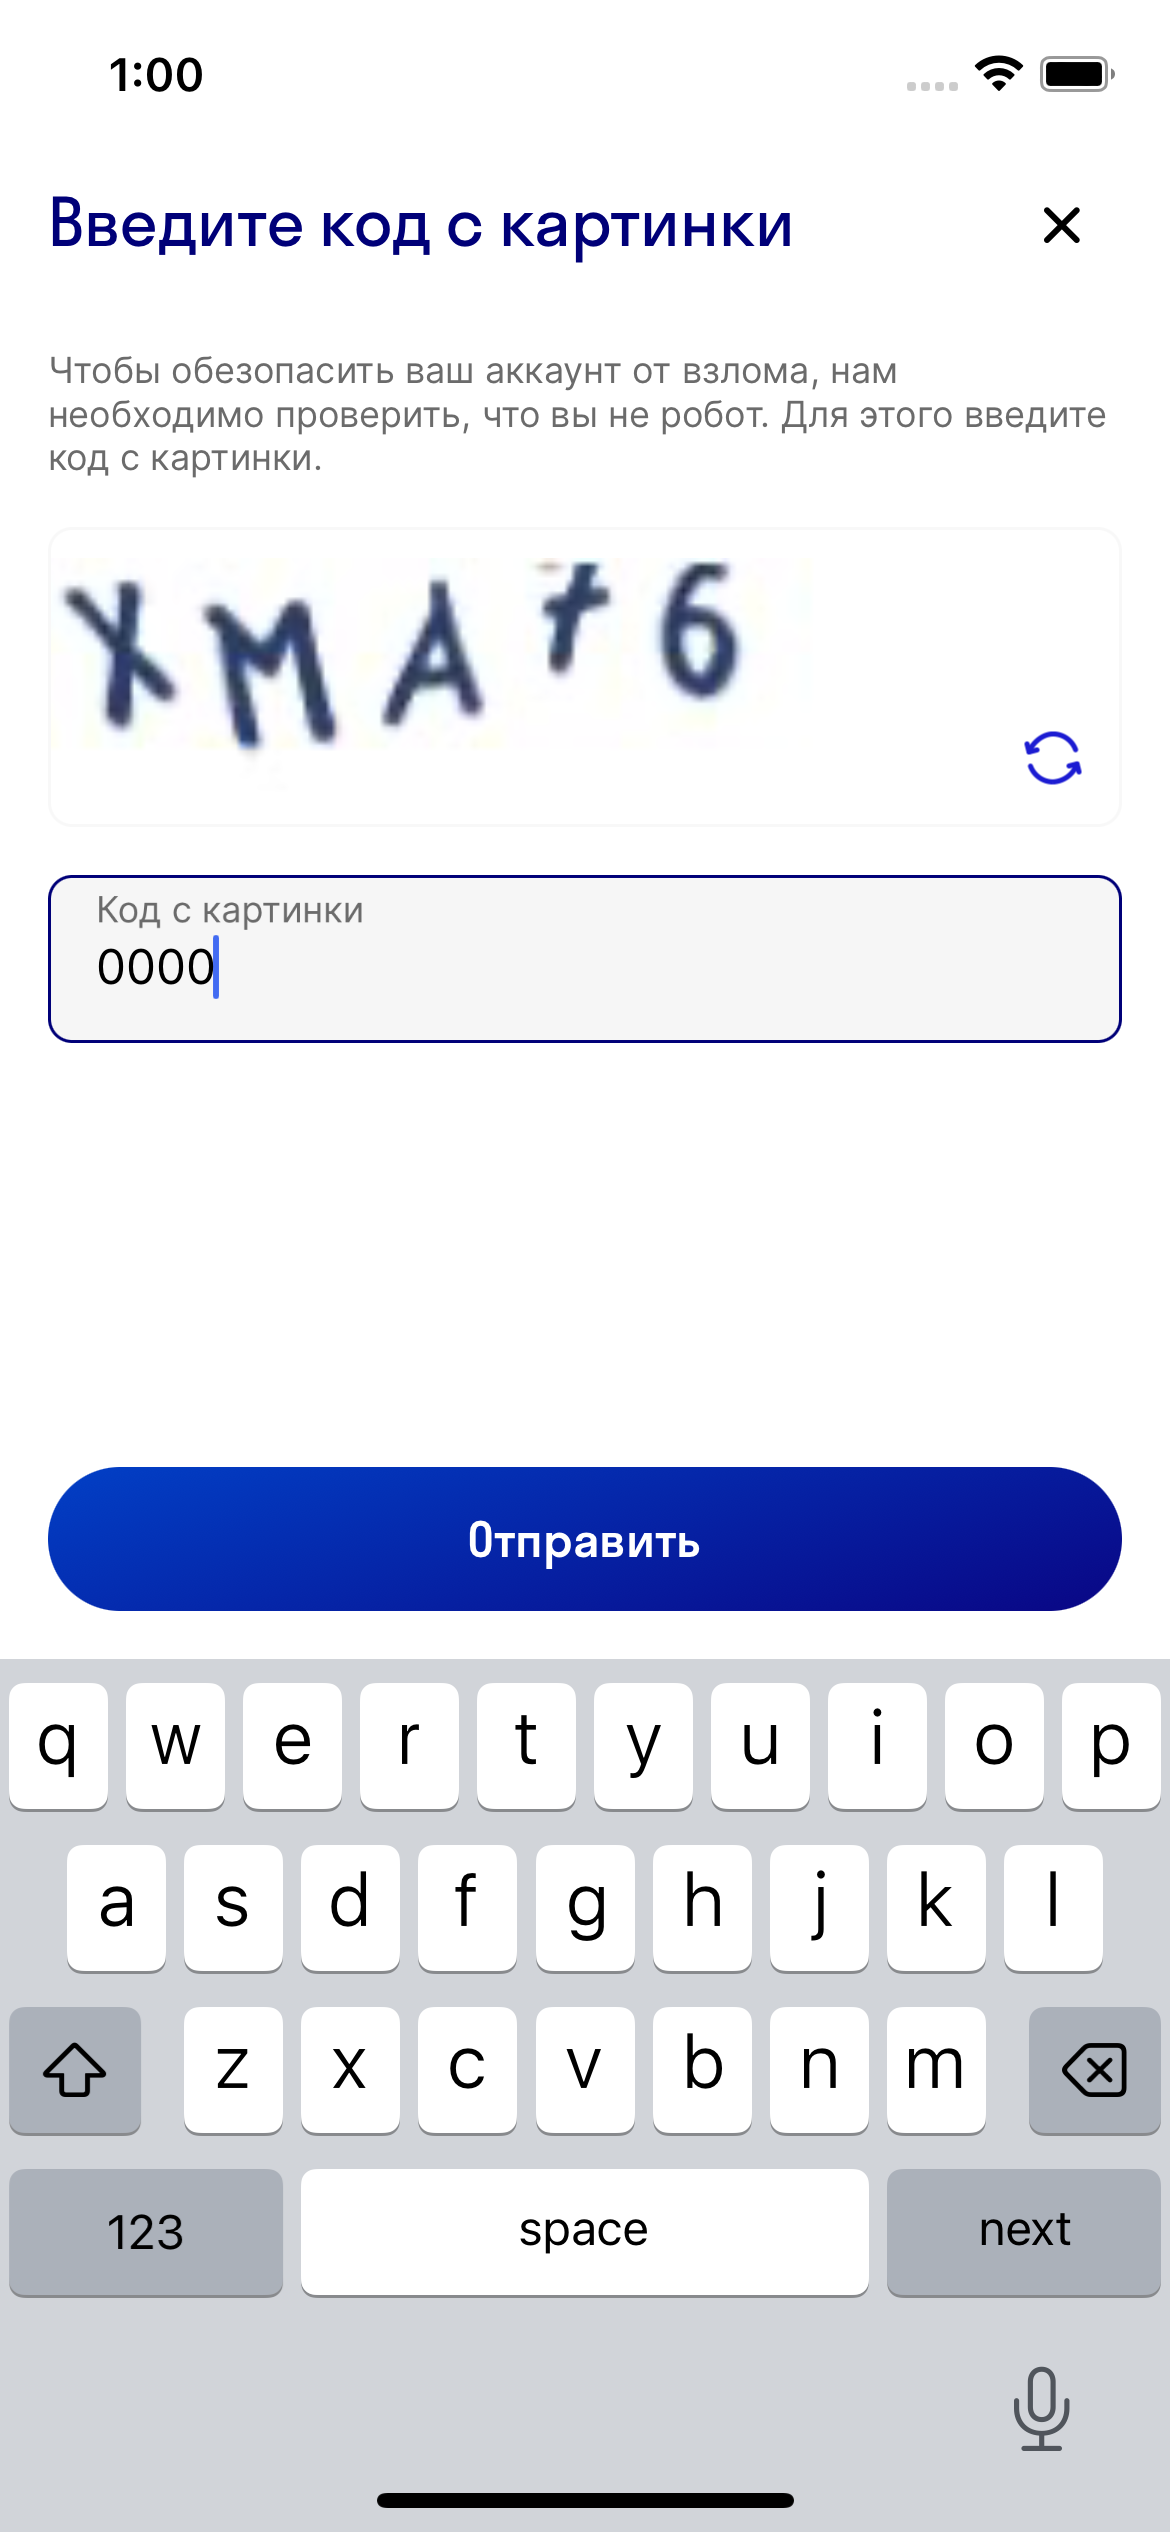 1:00
Введите код с картинки
Чтобы обезопасить ваш аккаунт от взлома, нам
необходимо проверить, что вы не робот. Для этого введите
код с картинки.
Код с картинки
0000
Отправить
q w e r t y u i o p
a s d f g h j k l
z x c v b n m
123 space next